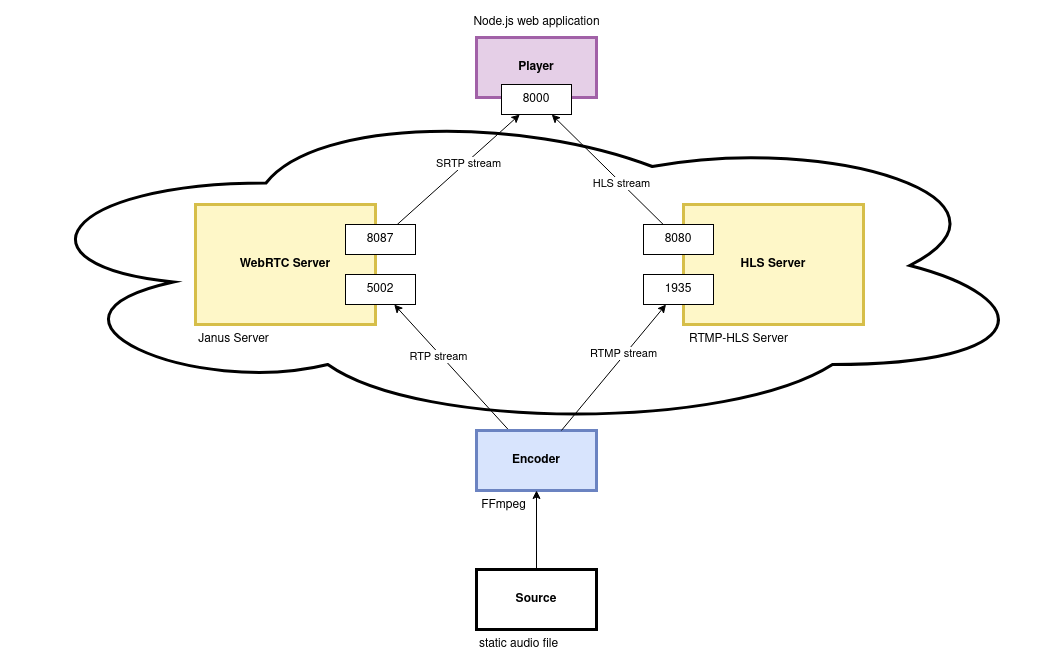 Node.js web application
Player
8000
SRTP stream
HLS stream
8087
8080
WebRTC Server
HLS Server
5002
1935
Janus Server
RTMP-HLS Server
RTP stream
RTMP stream
Encoder
FFmpeg
Source
static audio file